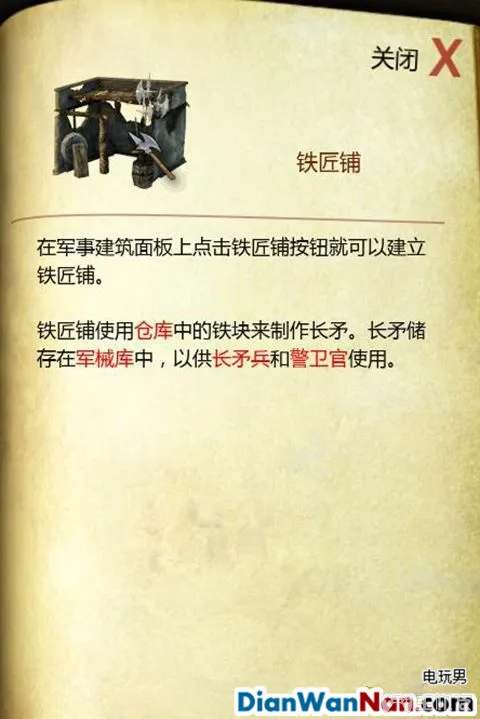 关闭 X
铁匠铺
在军事建筑面板上点击铁匠铺按钮就可以建立
铁匠铺。
铁匠铺使用仓库中的铁块来制作长矛。长矛储
存在军械库中，以供长矛兵和警卫官使用。
电玩男
DianWanNan.com